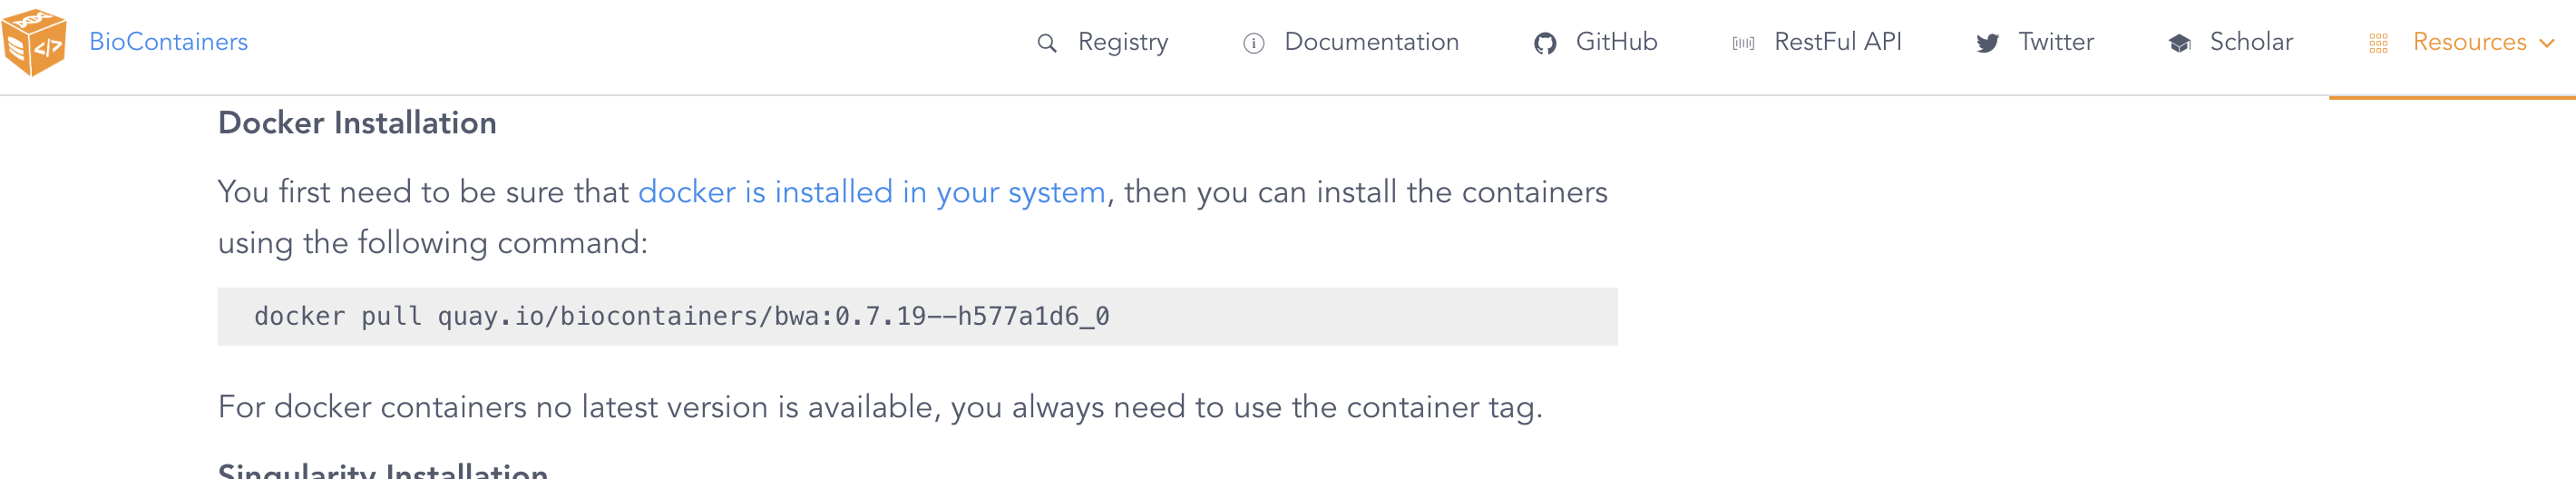 BioContainers Registry Documentation GitHub RestFul API Twitter Scholar Resources
Docker Installation
You first need to be sure that docker is installed in your system, then you can install the containers
using the following command:
docker pull quay.io/biocontainers/bwa:0.7.19--h577a1d6_0
For docker containers no latest version is available, you always need to use the container tag.
Singularity Installation